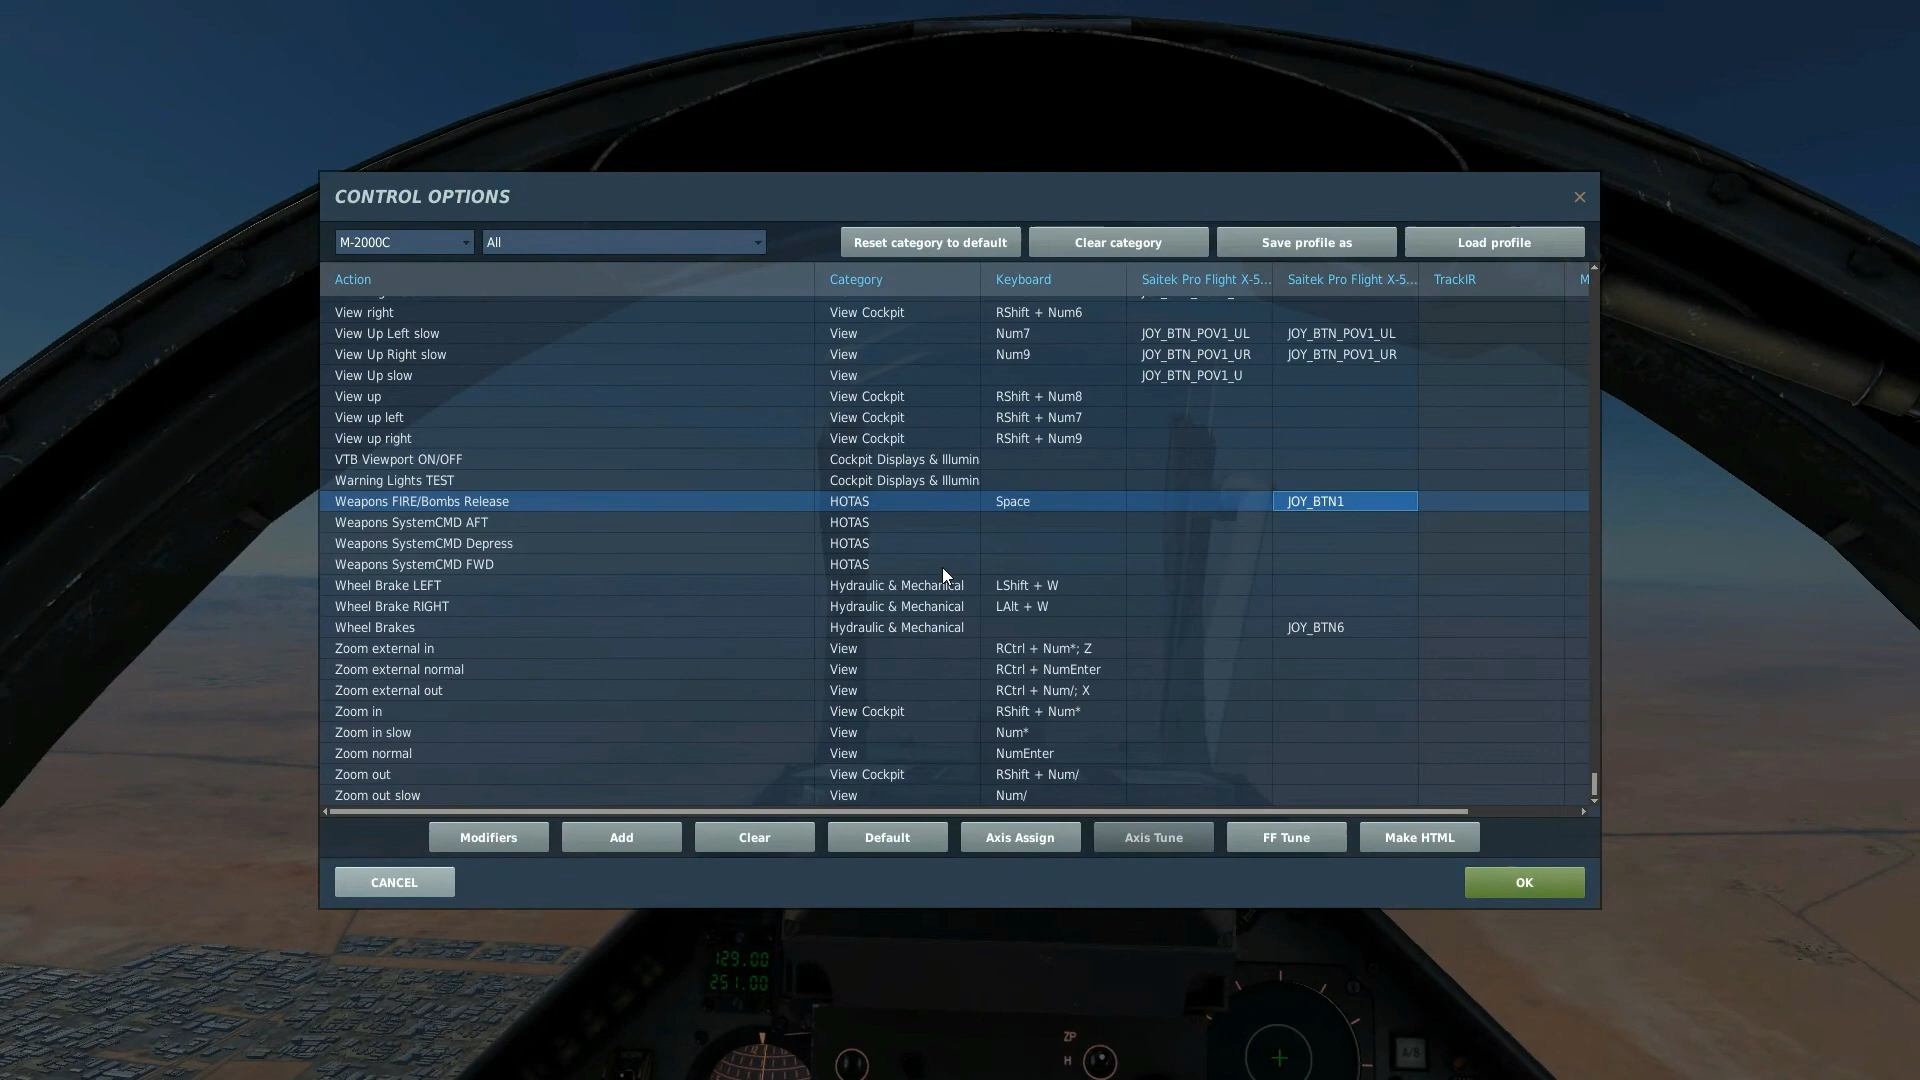 CONTROL OPTIONS
M-2000C All Reset category to default Clear category Save profile as Load profile
Action Category Keyboard Saitek Pro Flight X-5... Saitek Pro Flight X-5... TrackIR M
View right View Cockpit RShift + Num6
View Up Left slow View Num7 JOY_BTN_POV1_UL JOY_BTN_POV1_UL
View Up Right slow View Num9 JOY_BTN_POV1_UR JOY_BTN_POV1_UR
View Up slow View JOY_BTN_POV1_U
View up View Cockpit RShift + Num8
View up left View Cockpit RShift + Num7
View up right View Cockpit RShift + Num9
VTB Viewport ON/OFF Cockpit Displays & Illumin
Warning Lights TEST Cockpit Displays & Illumin
Weapons FIRE/Bombs Release HOTAS Space JOY_BTN1
Weapons SystemCMD AFT HOTAS
Weapons SystemCMD Depress HOTAS
Weapons SystemCMD FWD HOTAS
Wheel Brake LEFT Hydraulic & Mechanical LShift + W
Wheel Brake RIGHT Hydraulic & Mechanical LAlt + W
Wheel Brakes Hydraulic & Mechanical JOY_BTN6
Zoom external in View RCtrl + Num*; Z
Zoom external normal View RCtrl + NumEnter
Zoom external out View RCtrl + Num/; X
Zoom in View Cockpit RShift + Num*
Zoom in slow View Num*
Zoom normal View NumEnter
Zoom out View Cockpit RShift + Num/
Zoom out slow View Num/
Modifiers Add Clear Default Axis Assign Axis Tune FF Tune Make HTML
CANCEL OK
129.00
251.00
ZP
H
A/B